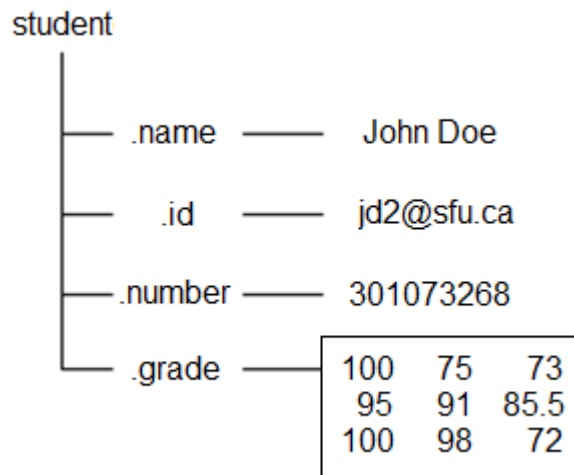 student
.name John Doe
.id jd2@sfu.ca
.number 301073268
.grade 100 75 73
95 91 85.5
100 98 72